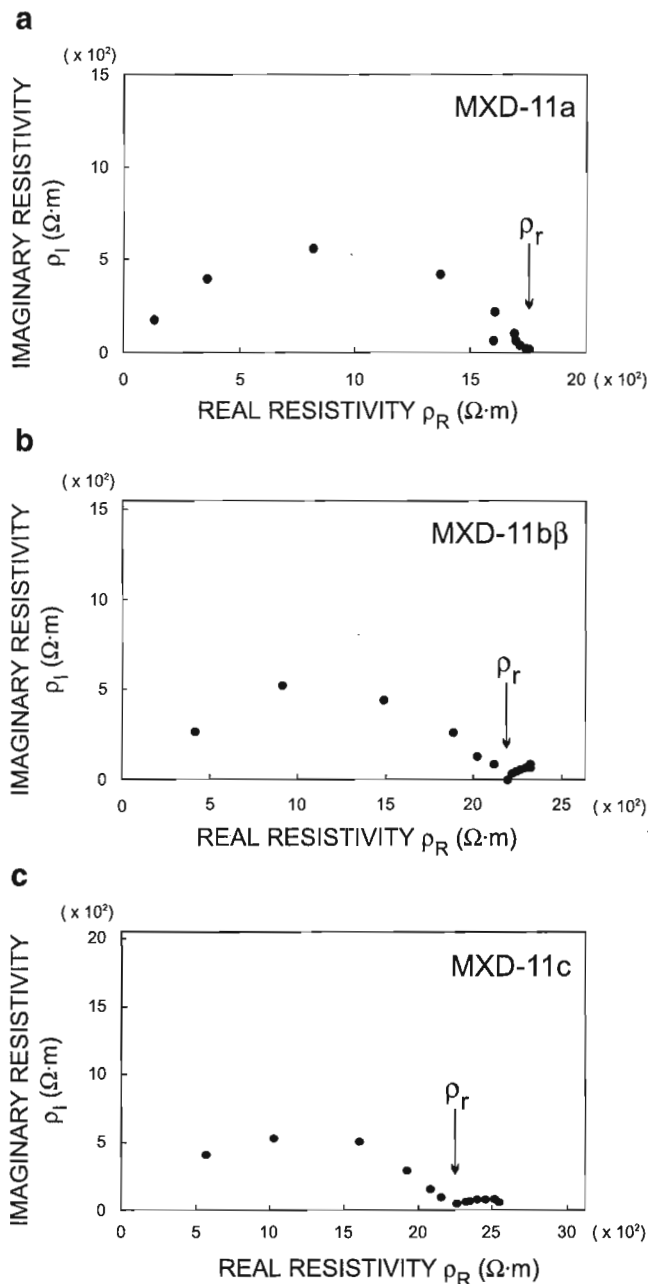 a
( x 10²)
15
10
5
0
IMAGINARY RESISTIVITY
ρI (Ω·m)
MXD-11a
ρr
0 5 10 15 20 ( x 10²)
REAL RESISTIVITY ρR (Ω·m)
b
( x 10²)
15
10
5
0
IMAGINARY RESISTIVITY
ρI (Ω·m)
MXD-11bβ
ρr
0 5 10 15 20 25 ( x 10²)
REAL RESISTIVITY ρR (Ω·m)
c
( x 10²)
20
15
10
5
0
IMAGINARY RESISTIVITY
ρI (Ω·m)
MXD-11c
ρr
0 5 10 15 20 25 30 ( x 10²)
REAL RESISTIVITY ρR (Ω·m)